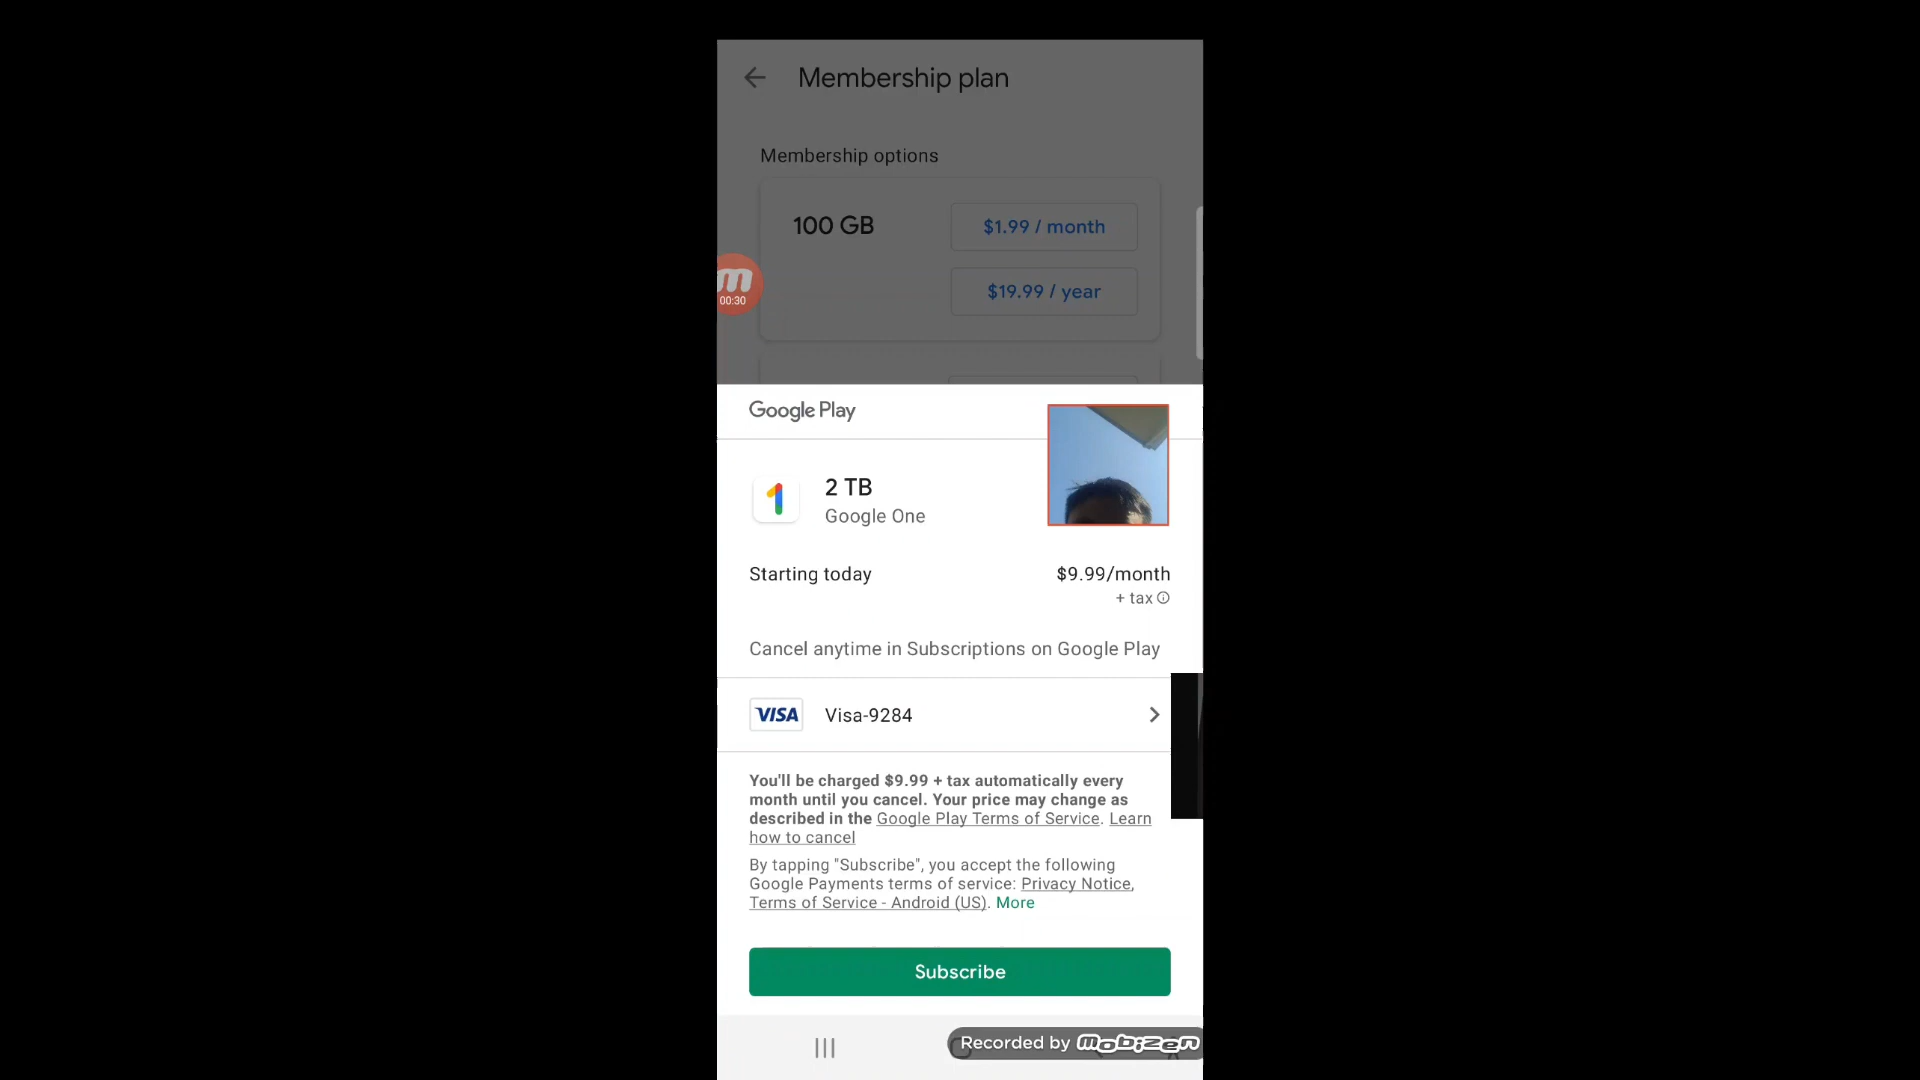 Membership plan
Membership options
100 GB
$1.99 / month
$19.99 / year
m
00:30
Google Play
2 TB
Google One
Starting today
$9.99/month
+ tax
Cancel anytime in Subscriptions on Google Play
VISA
Visa-9284
You'll be charged $9.99 + tax automatically every
month until you cancel. Your price may change as
described in the Google Play Terms of Service. Learn
how to cancel
By tapping "Subscribe", you accept the following
Google Payments terms of service: Privacy Notice,
Terms of Service - Android (US). More
Subscribe
Recorded by mobizen